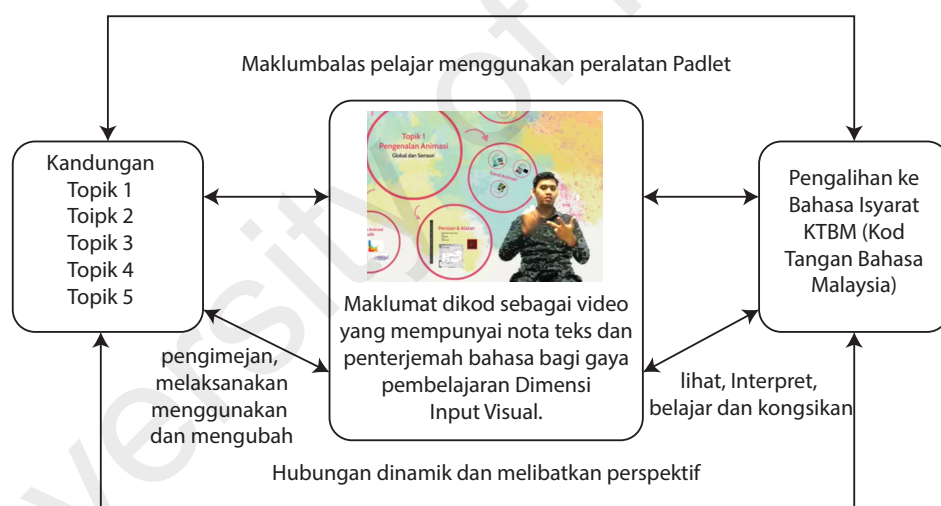 Maklumbalas pelajar menggunakan peralatan Padlet
Kandungan
Topik 1
Toipk 2
Topik 3
Topik 4
Topik 5
Topik 1
Pengenalan Animasi
Global dan Sensori
Perisian & Alatan
Maklumat dikod sebagai video
yang mempunyai nota teks dan
penterjemah bahasa bagi gaya
pembelajaran Dimensi
Input Visual.
Pengalihan ke
Bahasa Isyarat
KTBM (Kod
Tangan Bahasa
Malaysia)
pengimejan,
melaksanakan
menggunakan
dan mengubah
lihat, Interpret,
belajar dan kongsikan
Hubungan dinamik dan melibatkan perspektif